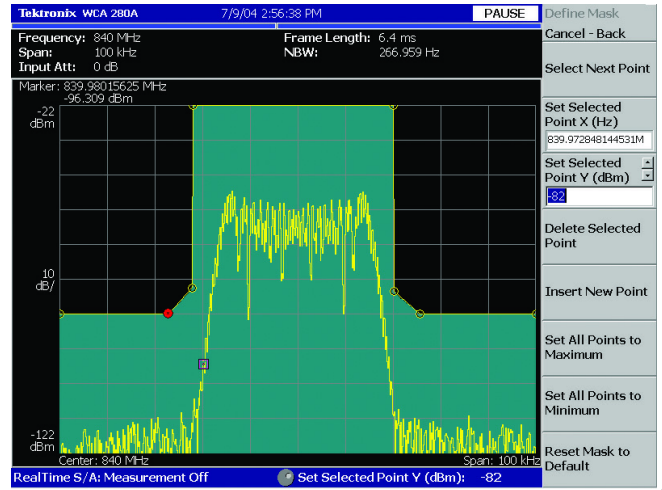 Tektronix WCA 280A 7/9/04 2:56:38 PM PAUSE
Frequency: 840 MHz Frame Length: 6.4 ms
Span: 100 kHz NBW: 266.959 Hz
Input Att: 0 dB
Marker: 839.98015625 MHz
-96.309 dBm
-22
dBm
10
dB/
-122
dBm
Center: 840 MHz Span: 100 kHz
RealTime S/A: Measurement Off Set Selected Point Y (dBm): -82
Define Mask
Cancel - Back
Select Next Point
Set Selected
Point X (Hz)
839.972848144531M
Set Selected
Point Y (dBm)
-82
Delete Selected
Point
Insert New Point
Set All Points to
Maximum
Set All Points to
Minimum
Reset Mask to
Default